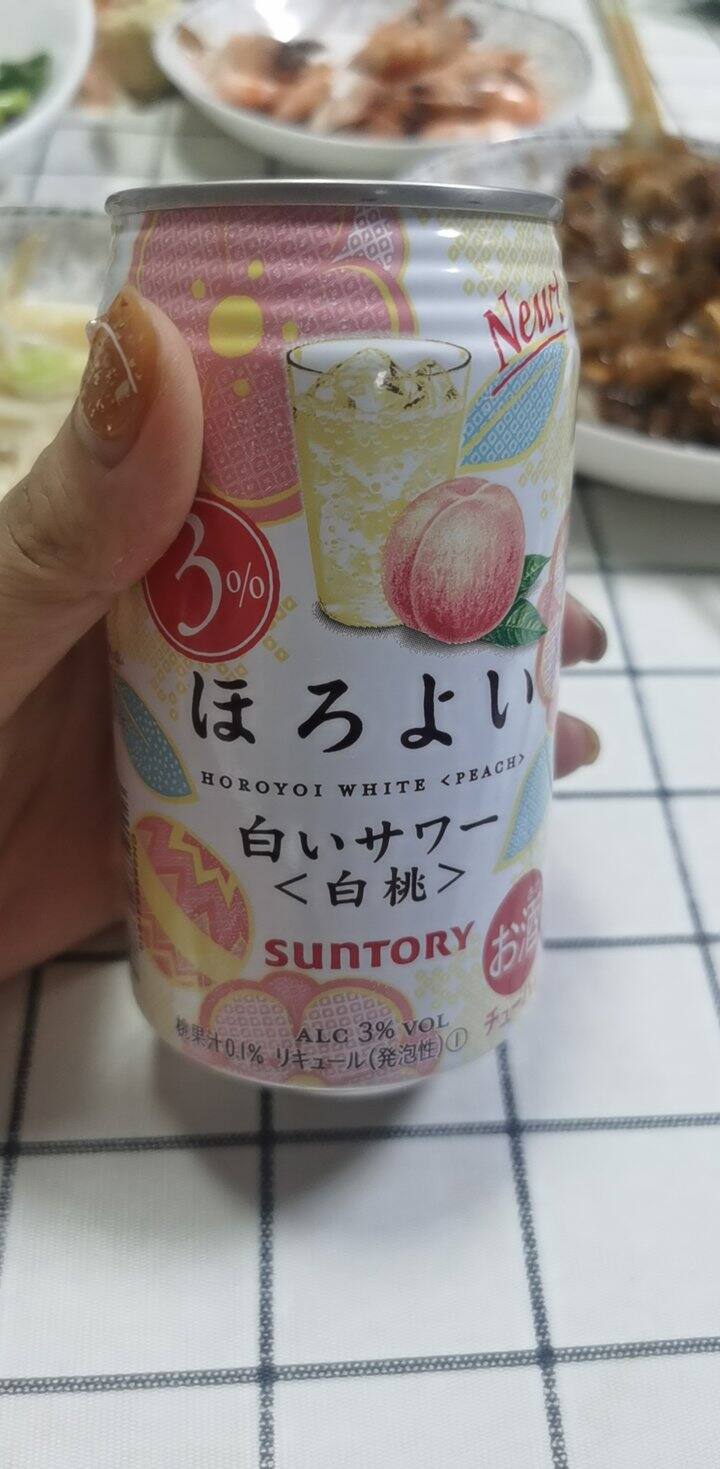 New!
3%
ほろよい
HOROYOI WHITE <PEACH>
白いサワー
<白桃>
SUNTORY
お酒
ALC 3% VOL
桃果汁0.1% リキュール(発泡性)①